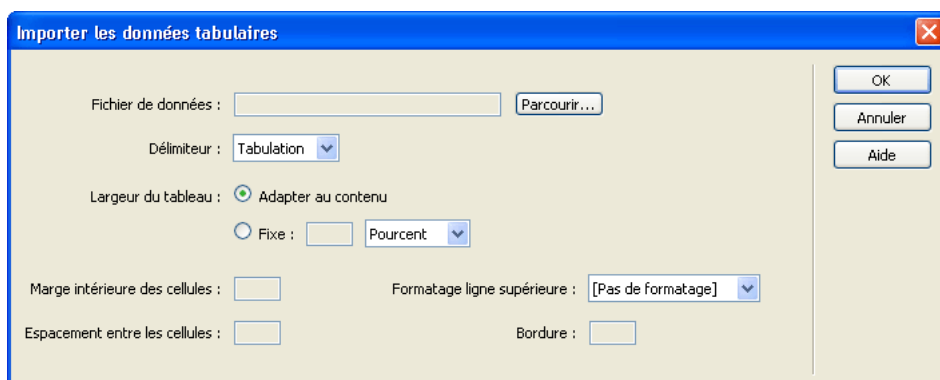 Importer les données tabulaires
Fichier de données :
Parcourir...
OK
Annuler
Aide
Délimiteur :
Tabulation
Largeur du tableau :
Adapter au contenu
Fixe :
Pourcent
Marge intérieure des cellules :
Formatage ligne supérieure :
[Pas de formatage]
Espacement entre les cellules :
Bordure :